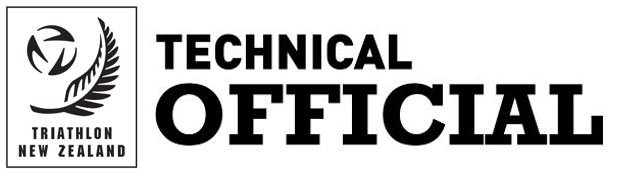 TRIATHLON
NEW ZEALAND
TECHNICAL
OFFICIAL